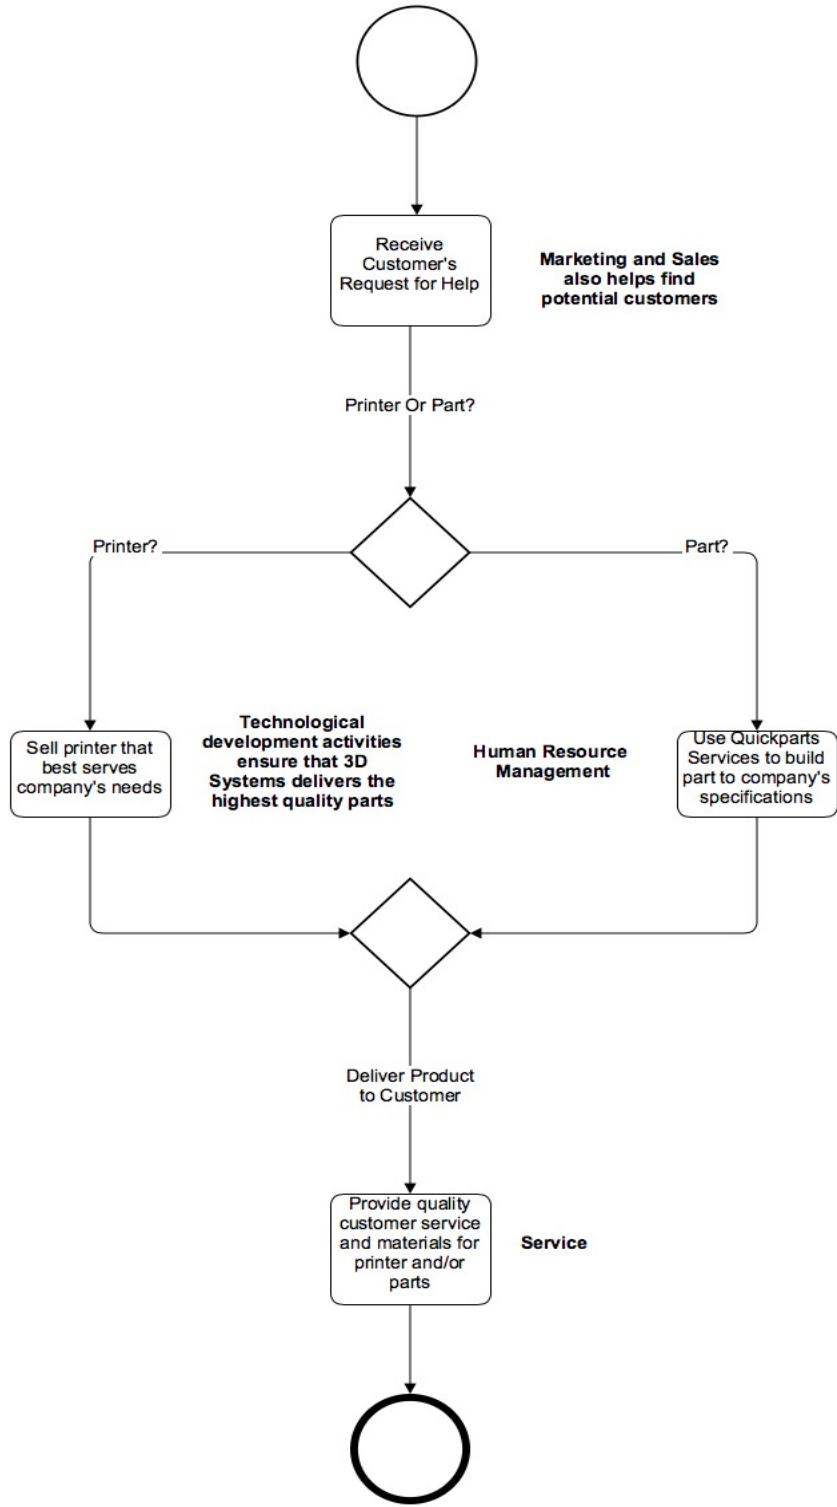 Receive
Customer's
Request for Help
Marketing and Sales
also helps find
potential customers
Printer Or Part?
Printer?
Part?
Sell printer that
best serves
company's needs
Technological
development activities
ensure that 3D
Systems delivers the
highest quality parts
Human Resource
Management
Use Quickparts
Services to build
part to company's
specifications
Deliver Product
to Customer
Provide quality
customer service
and materials for
printer and/or
parts
Service